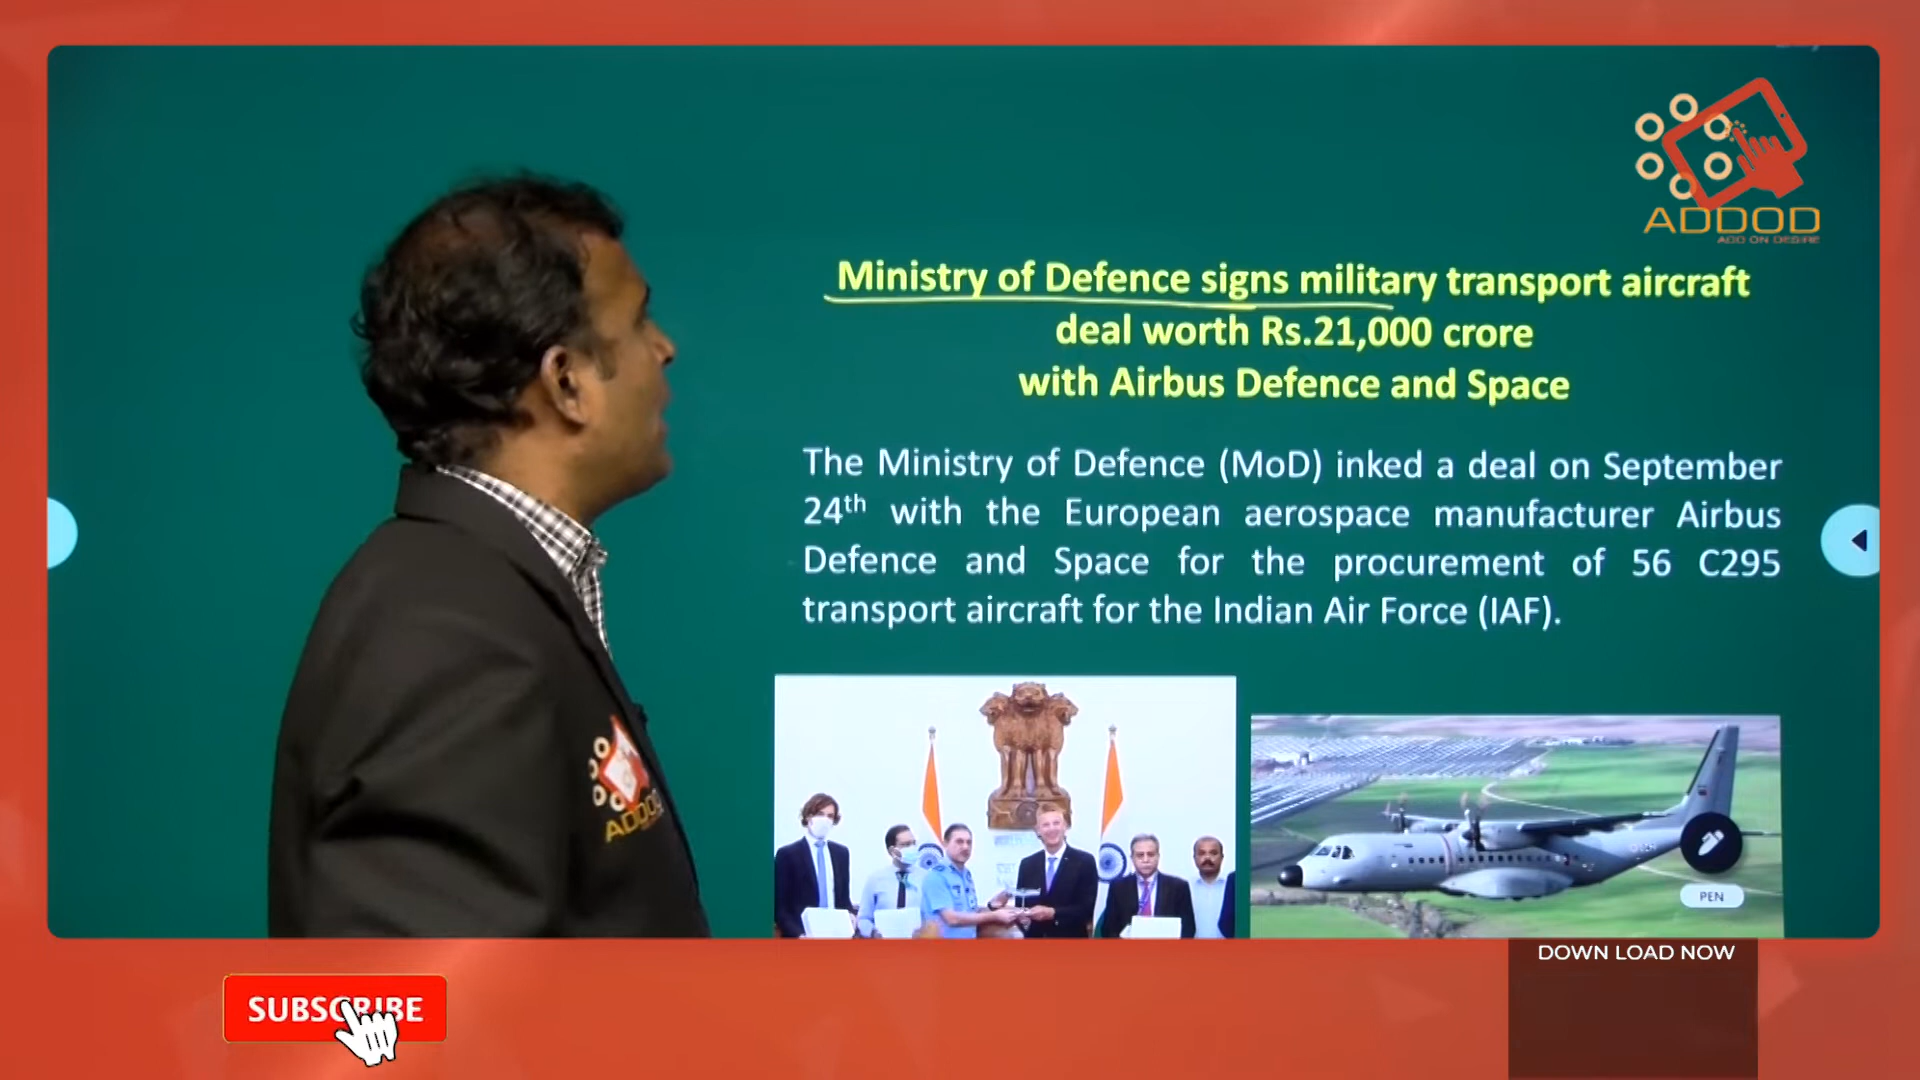 ADDOD
ADD ON DESIRE
Ministry of Defence signs military transport aircraft
deal worth Rs.21,000 crore
with Airbus Defence and Space
The Ministry of Defence (MoD) inked a deal on September
24th with the European aerospace manufacturer Airbus
Defence and Space for the procurement of 56 C295
transport aircraft for the Indian Air Force (IAF).
ADDOD
PEN
DOWN LOAD NOW
SUBSCRIBE